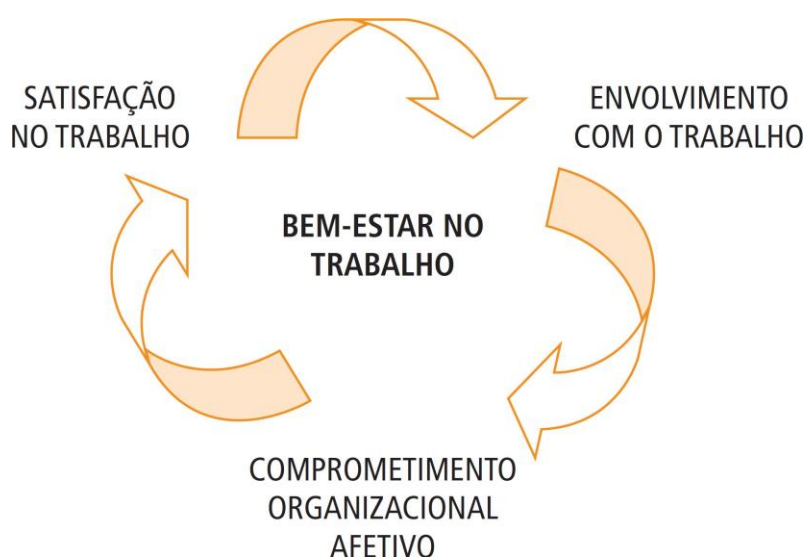 SATISFAÇÃO
NO TRABALHO
ENVOLVIMENTO
COM O TRABALHO
BEM-ESTAR NO
TRABALHO
COMPROMETIMENTO
ORGANIZACIONAL
AFETIVO